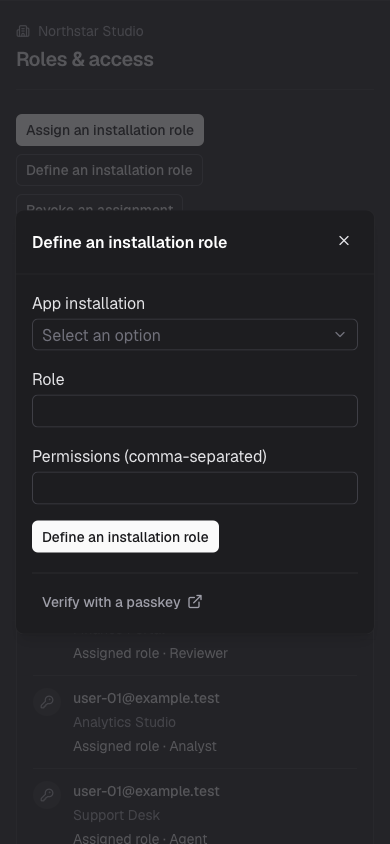 Northstar Studio
Roles & access
Assign an installation role
Define an installation role
Revoke an assignment
Define an installation role
App installation
Select an option
Role
Permissions (comma-separated)
Define an installation role
Verify with a passkey
Assigned role · Reviewer
user-01@example.test
Analytics Studio
Assigned role · Analyst
user-01@example.test
Support Desk
Assigned role · Agent